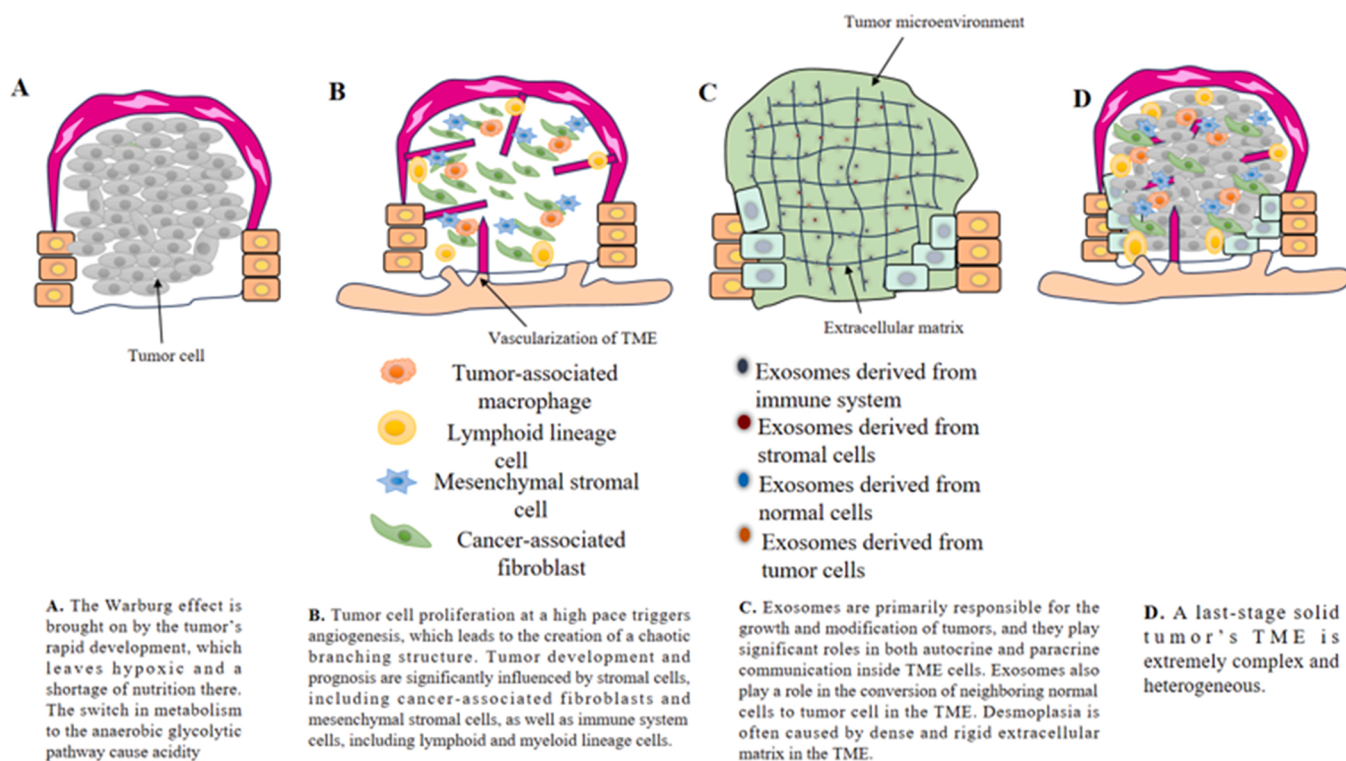 Tumor microenvironment
A
B
C
D
Tumor cell
Vascularization of TME
Extracellular matrix
Tumor-associated
macrophage
Lymphoid lineage
cell
Mesenchymal stromal
cell
Cancer-associated
fibroblast
Exosomes derived from
immune system
Exosomes derived from
stromal cells
Exosomes derived from
normal cells
Exosomes derived from
tumor cells
A. The Warburg effect is
brought on by the tumor's
rapid development, which
leaves hypoxic and a
shortage of nutrition there.
The switch in metabolism
to the anaerobic glycolytic
pathway cause acidity
B. Tumor cell proliferation at a high pace triggers
angiogenesis, which leads to the creation of a chaotic
branching structure. Tumor development and
prognosis are significantly influenced by stromal cells,
including cancer-associated fibroblasts and
mesenchymal stromal cells, as well as immune system
cells, including lymphoid and myeloid lineage cells.
C. Exosomes are primarily responsible for the
growth and modification of tumors, and they play
significant roles in both autocrine and paracrine
communication inside TME cells. Exosomes also
play a role in the conversion of neighboring normal
cells to tumor cell in the TME. Desmoplasia is
often caused by dense and rigid extracellular
matrix in the TME.
D. A last-stage solid
tumor's TME is
extremely complex and
heterogeneous.